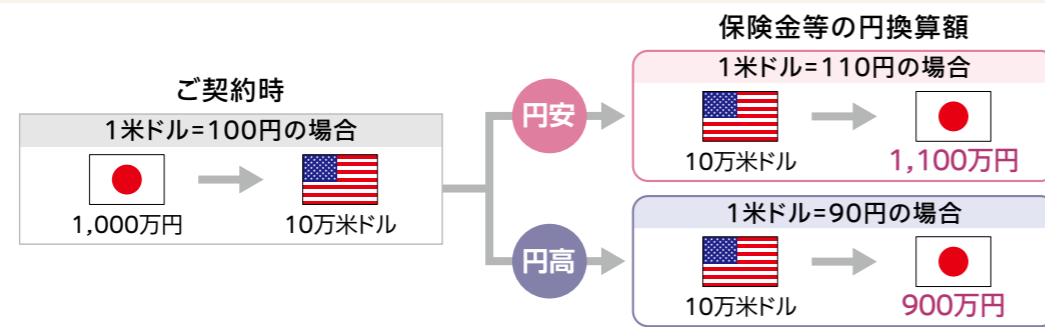 保険金等の円換算額
ご契約時
1米ドル=100円の場合
1,000万円
10万米ドル
円安
1米ドル=110円の場合
10万米ドル
1,100万円
円高
1米ドル=90円の場合
10万米ドル
900万円